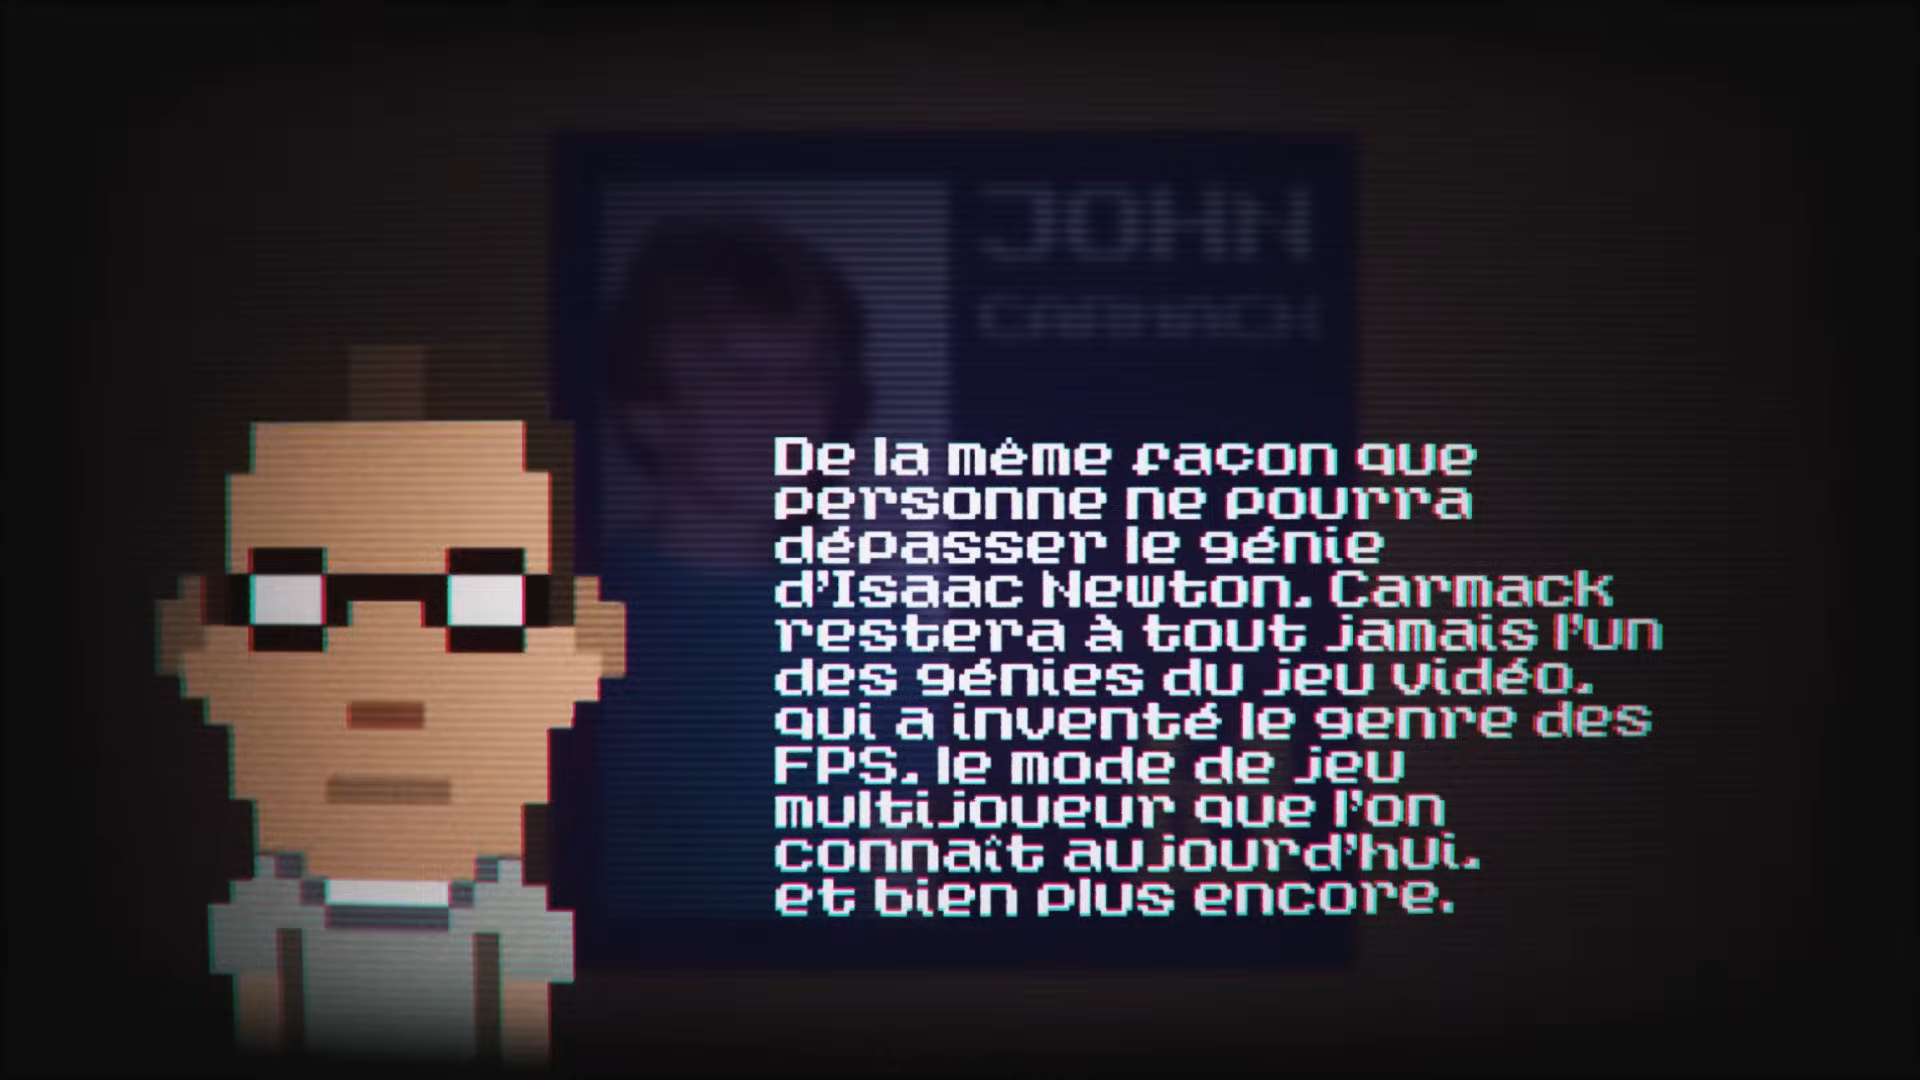 JOHN
CARMACK
De la même façon que
personne ne pourra
dépasser le génie
d'Isaac Newton, Carmack
restera à tout jamais l'un
des génies du jeu vidéo,
qui a inventé le genre des
FPS, le mode de jeu
multijoueur que l'on
connaît aujourd'hui,
et bien plus encore.